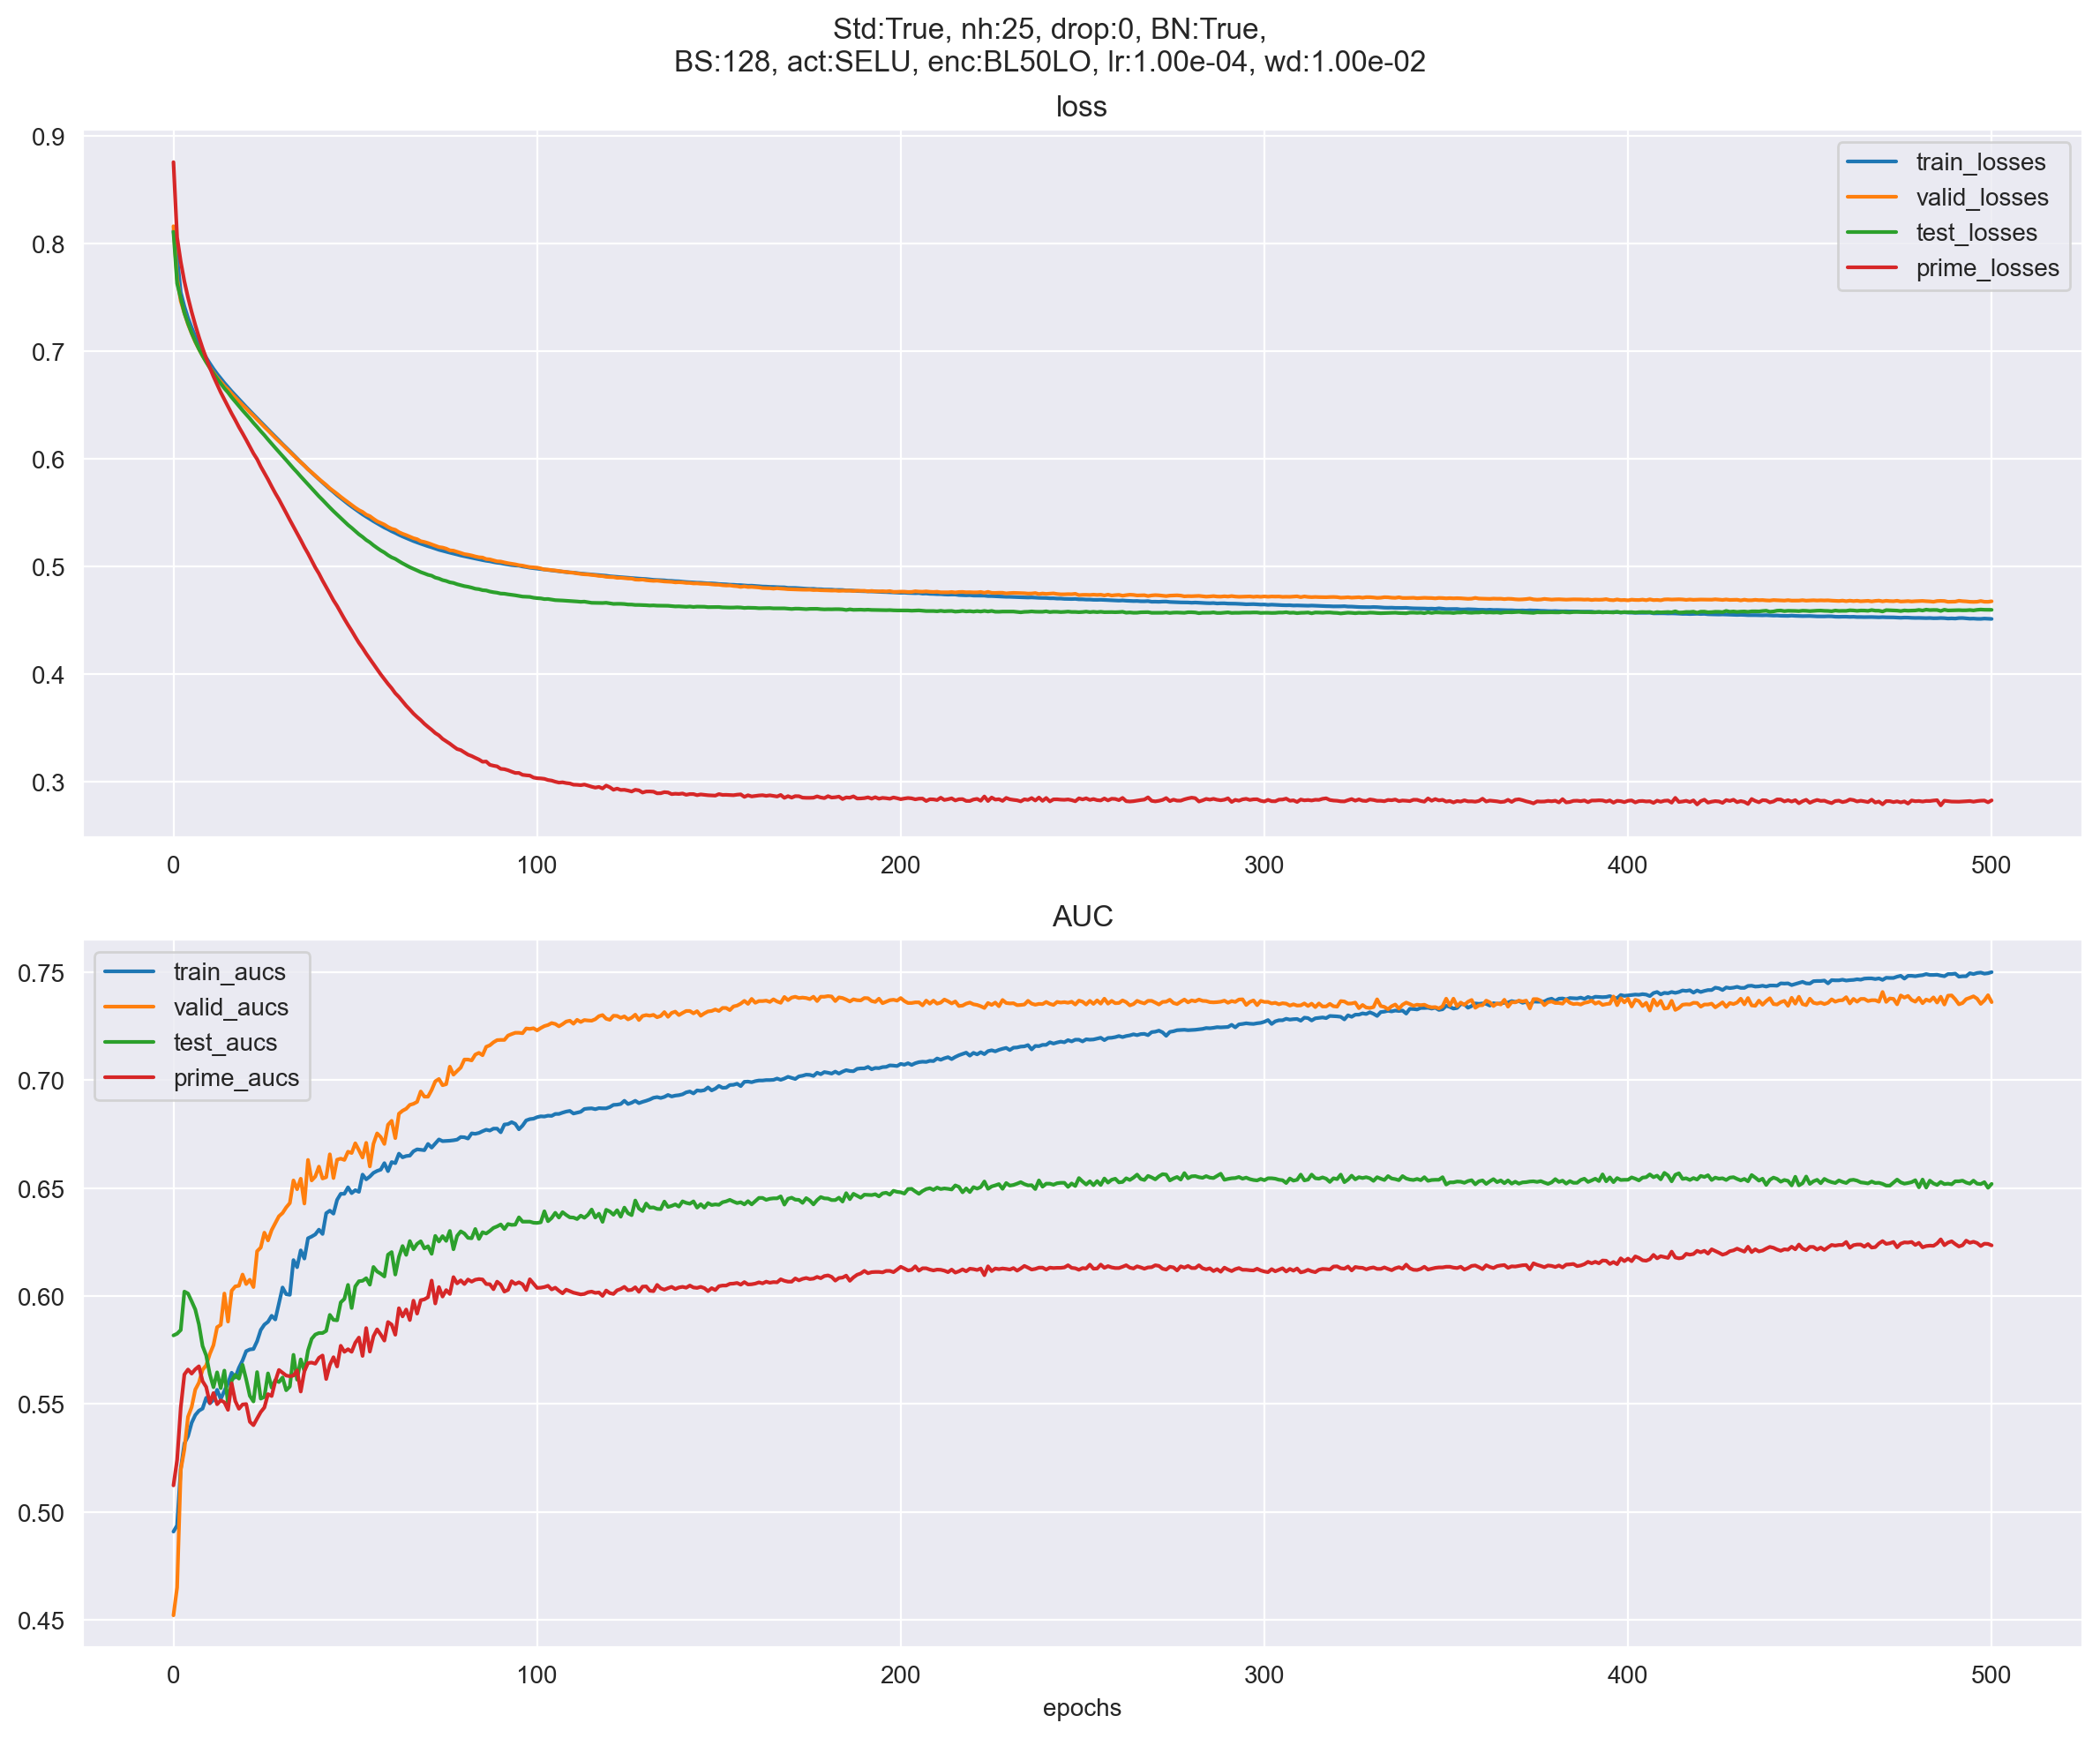 Std:True, nh:25, drop:0, BN:True,
BS:128, act:SELU, enc:BL50LO, lr:1.00e-04, wd:1.00e-02
loss
0.9
0.8
0.7
0.6
0.5
0.4
0.3
train_losses
valid_losses
test_losses
prime_losses
0 100 200 300 400 500
AUC
0.75
0.70
0.65
0.60
0.55
0.50
0.45
train_aucs
valid_aucs
test_aucs
prime_aucs
0 100 200 300 400 500
epochs